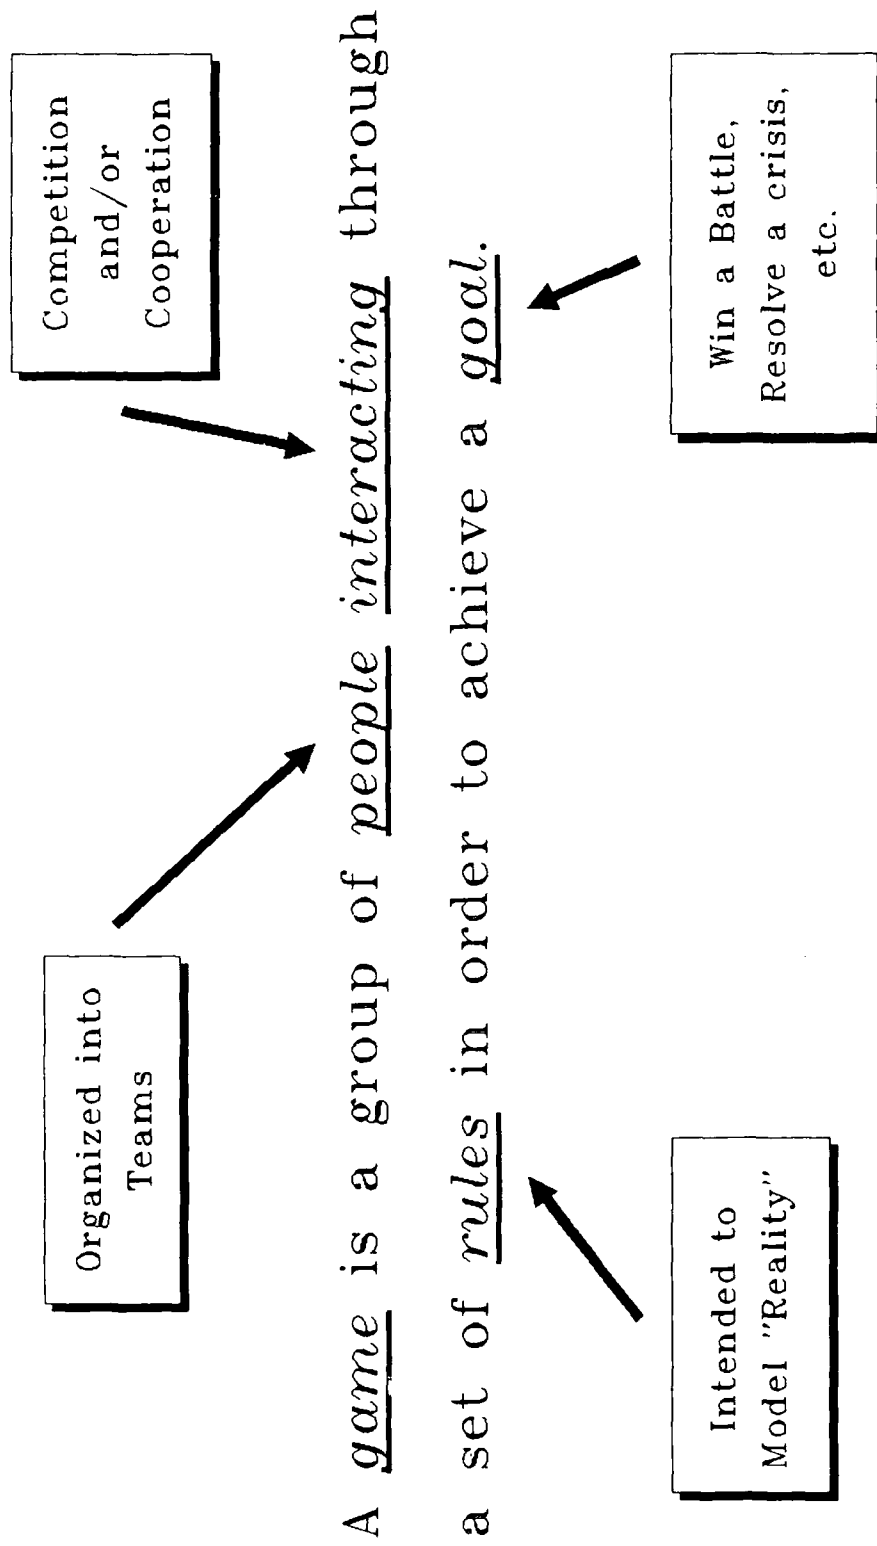 Organized into
Teams
Competition
and/or
Cooperation
A game is a group of people interacting through
a set of rules in order to achieve a goal.
Intended to
Model "Reality"
Win a Battle,
Resolve a crisis,
etc.